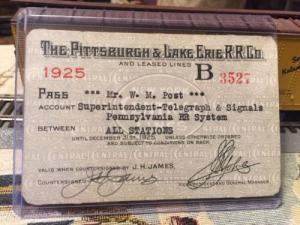 The Pittsburgh & Lake Erie R.R. Co.
AND LEASED LINES
1925 B 3527
PASS *** Mr. W. M. Post ***
ACCOUNT Superintendent-Telegraph & Signals
Pennsylvania RR System
BETWEEN ALL STATIONS
UNTIL DECEMBER 31ST, 1925, UNLESS OTHERWISE ORDERED
AND SUBJECT TO CONDITIONS ON BACK
VALID WHEN COUNTERSIGNED BY J.H. JAMES.
COUNTERSIGNED J H James
VICE PRESIDENT AND GENERAL MANAGER